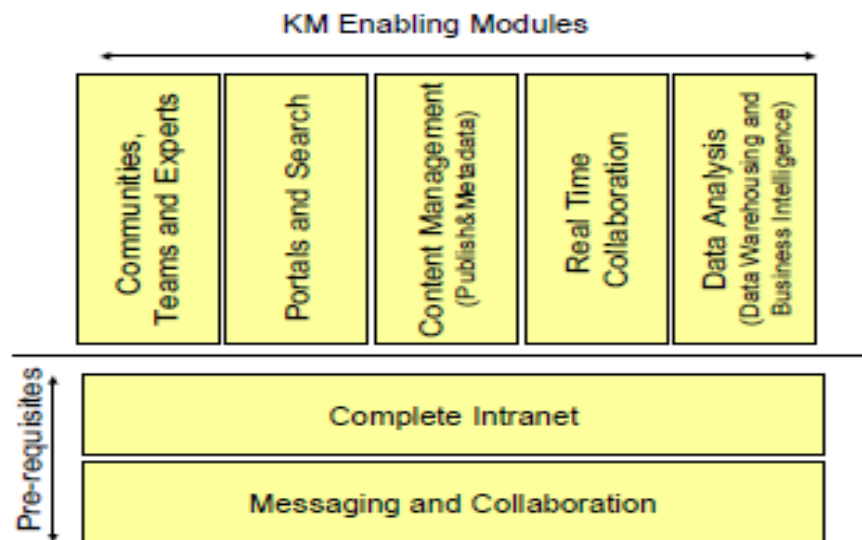 KM Enabling Modules
Communities,
Teams and Experts
Portals and Search
Content Management
(Publish& Metadata)
Real Time
Collaboration
Data Analysis
(Data Warehousing and
Business Intelligence)
Pre-requisites
Complete Intranet
Messaging and Collaboration